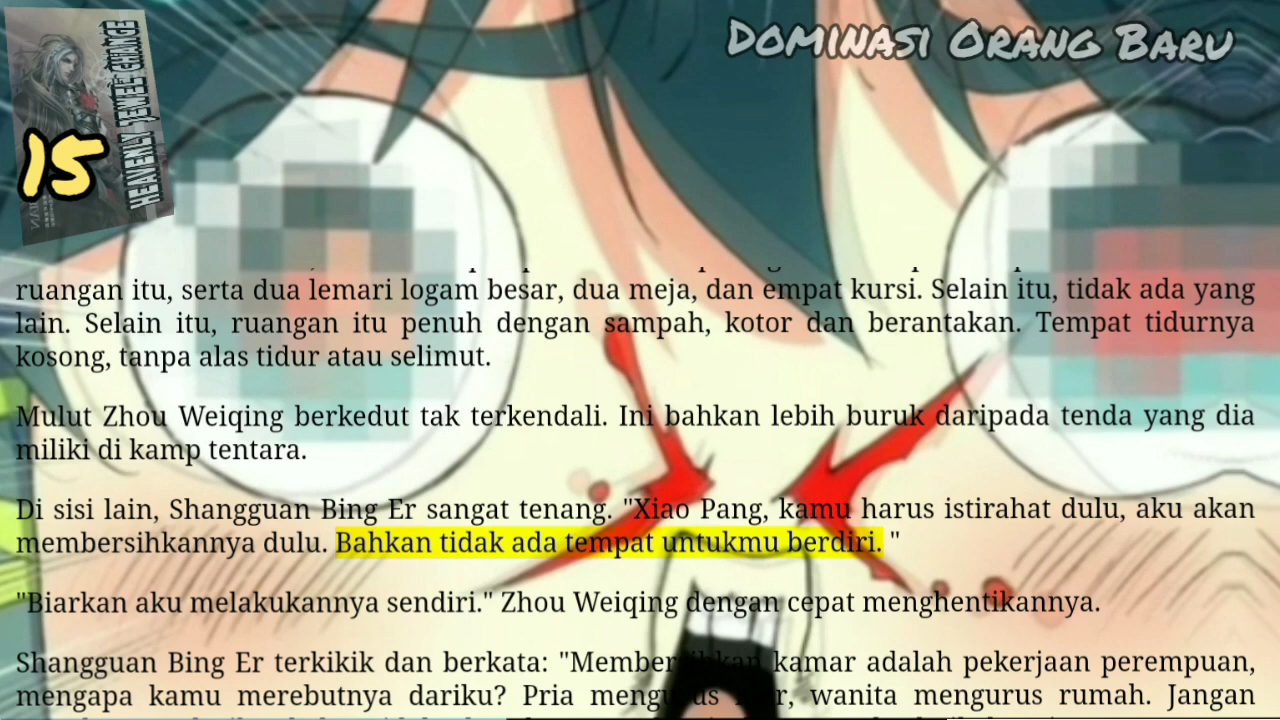 Dominasi Orang Baru
HEAVENLY JEWEL CHANGE
15
ruangan itu, serta dua lemari logam besar, dua meja, dan empat kursi. Selain itu, tidak ada yang
lain. Selain itu, ruangan itu penuh dengan sampah, kotor dan berantakan. Tempat tidurnya
kosong, tanpa alas tidur atau selimut.
Mulut Zhou Weiqing berkedut tak terkendali. Ini bahkan lebih buruk daripada tenda yang dia
miliki di kamp tentara.
Di sisi lain, Shangguan Bing Er sangat tenang. "Xiao Pang, kamu harus istirahat dulu, aku akan
membersihkannya dulu. Bahkan tidak ada tempat untukmu berdiri. "
"Biarkan aku melakukannya sendiri." Zhou Weiqing dengan cepat menghentikannya.
Shangguan Bing Er terkikik dan berkata: "Membersihkan kamar adalah pekerjaan perempuan,
mengapa kamu merebutnya dariku? Pria mengurus luar, wanita mengurus rumah. Jangan